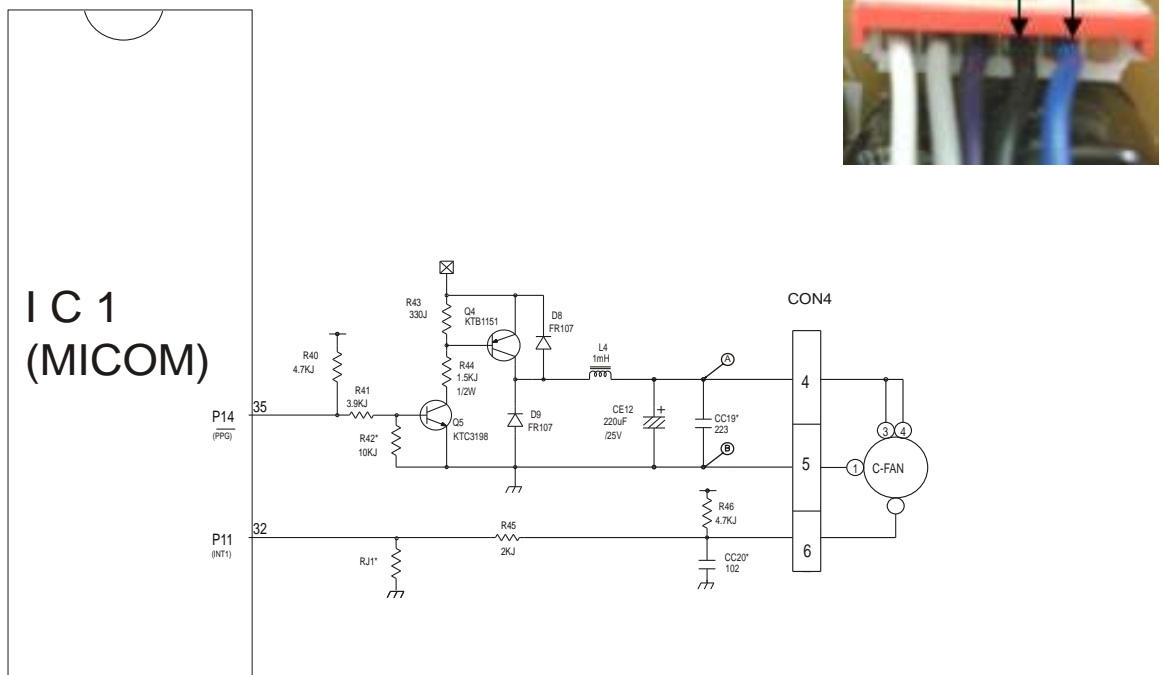 I C 1
(MICOM)
P14
(PPG)
35
P11
(INT1)
32
R40
4.7KJ
R41
3.9KJ
R42*
10KJ
R43
330J
R44
1.5KJ
1/2W
Q4
KTB1151
Q5
KTC3198
D8
FR107
D9
FR107
L4
1mH
CE12
220uF
/25V
+
CC19*
223
A
B
CON4
4
5
6
3
4
1
C-FAN
R45
2KJ
R46
4.7KJ
RJ1*
CC20*
102